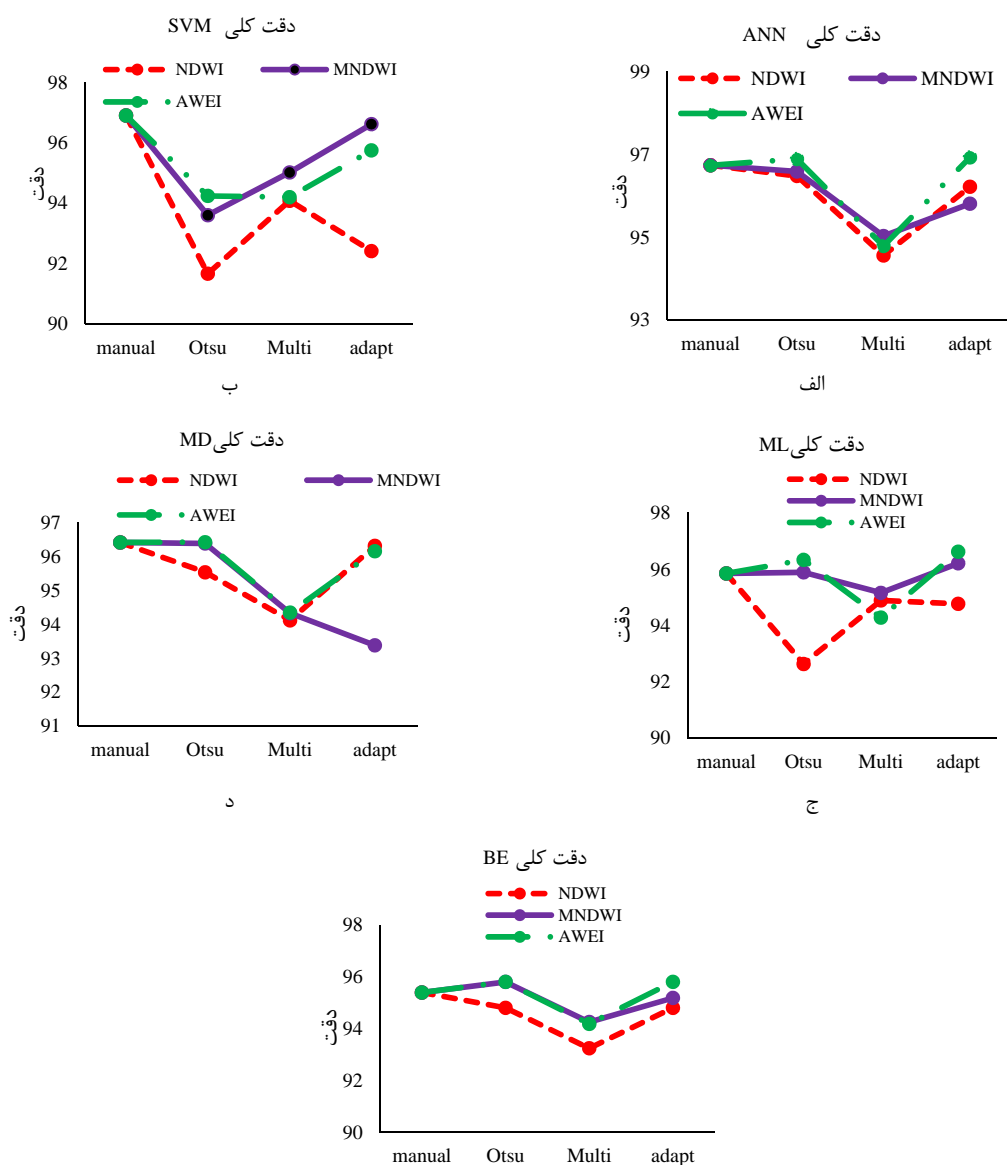 دقت کلی SVM
NDWI
MNDWI
AWEI
98
96
94
92
90
دقت
manual
Otsu
Multi
adapt
ب
دقت کلی ANN
NDWI
MNDWI
AWEI
99
97
95
93
دقت
manual
Otsu
Multi
adapt
الف
دقت کلیMD
NDWI
MNDWI
AWEI
97
96
95
94
93
92
91
دقت
manual
Otsu
Multi
adapt
د
دقت کلیML
NDWI
MNDWI
AWEI
98
96
94
92
90
دقت
manual
Otsu
Multi
adapt
ج
دقت کلی BE
NDWI
MNDWI
AWEI
98
96
94
92
90
دقت
manual
Otsu
Multi
adapt